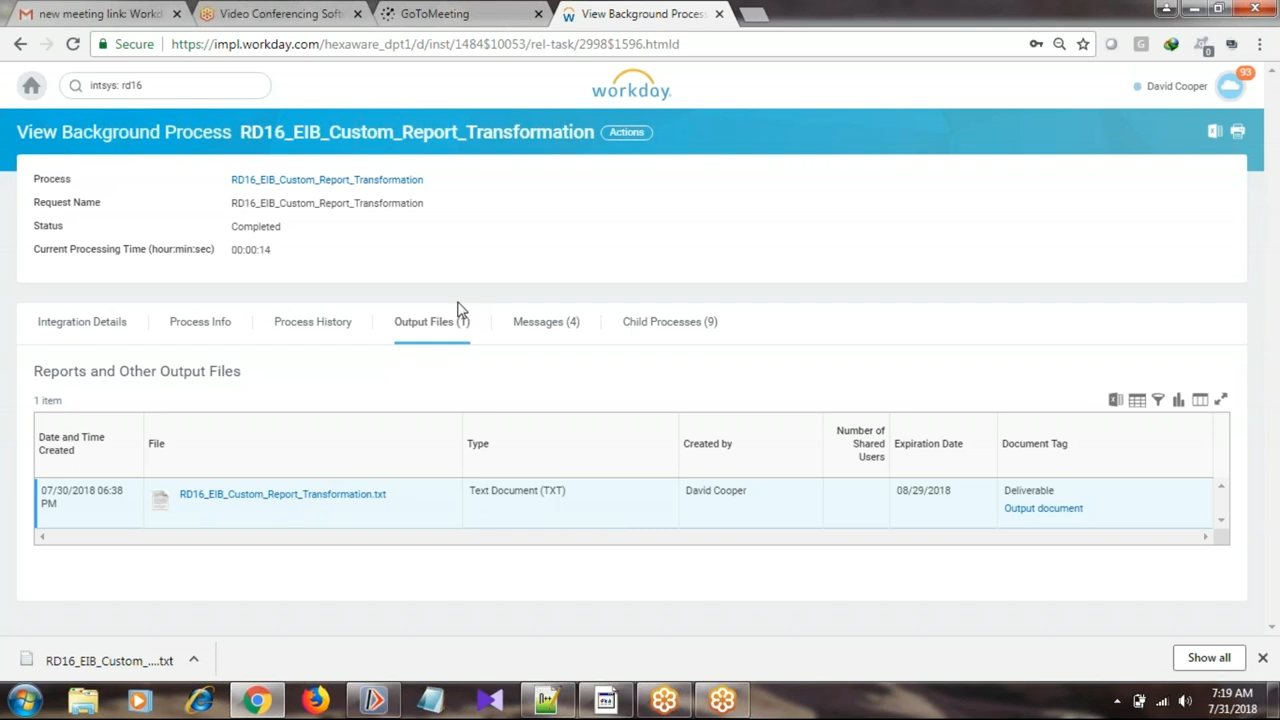 new meeting link: Workd
Video Conferencing Soft
GoToMeeting
View Background Process
Secure
https://impl.workday.com/hexaware_dpt1/d/inst/1484$10053/rel-task/2998$1596.htmld
G
0
intsys: rd16
workday.
David Cooper
93
View Background Process RD16_EIB_Custom_Report_Transformation Actions
Process RD16_EIB_Custom_Report_Transformation
Request Name RD16_EIB_Custom_Report_Transformation
Status Completed
Current Processing Time (hour:min:sec) 00:00:14
Integration Details Process Info Process History Output Files (1) Messages (4) Child Processes (9)
Reports and Other Output Files
1 item
Date and Time Created
File
Type
Created by
Number of Shared Users
Expiration Date
Document Tag
07/30/2018 06:38 PM
RD16_EIB_Custom_Report_Transformation.txt
Text Document (TXT)
David Cooper
08/29/2018
Deliverable
Output document
RD16_EIB_Custom_....txt
Show all
7:19 AM
7/31/2018